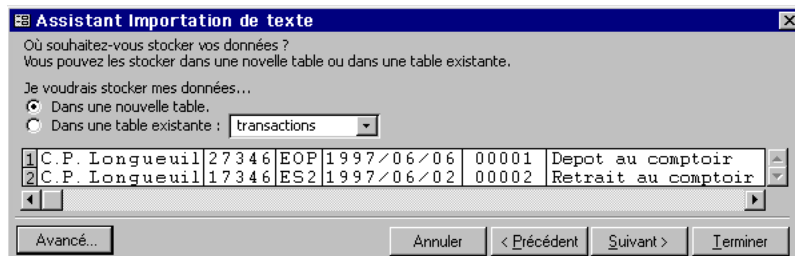 Assistant Importation de texte
Où souhaitez-vous stocker vos données ?
Vous pouvez les stocker dans une novelle table ou dans une table existante.
Je voudrais stocker mes données...
Dans une nouvelle table.
Dans une table existante : transactions
1 C.P. Longueuil 27346 EOP 1997/06/06 00001 Depot au comptoir
2 C.P. Longueuil 17346 ES2 1997/06/02 00002 Retrait au comptoir
Avancé... Annuler < Précédent Suivant > Terminer